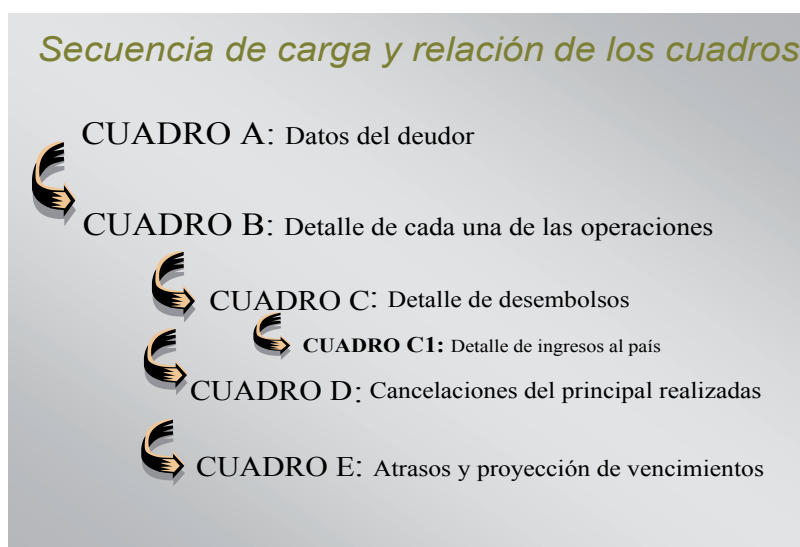 Secuencia de carga y relación de los cuadros
CUADRO A: Datos del deudor
CUADRO B: Detalle de cada una de las operaciones
CUADRO C: Detalle de desembolsos
CUADRO C1: Detalle de ingresos al país
CUADRO D: Cancelaciones del principal realizadas
CUADRO E: Atrasos y proyección de vencimientos